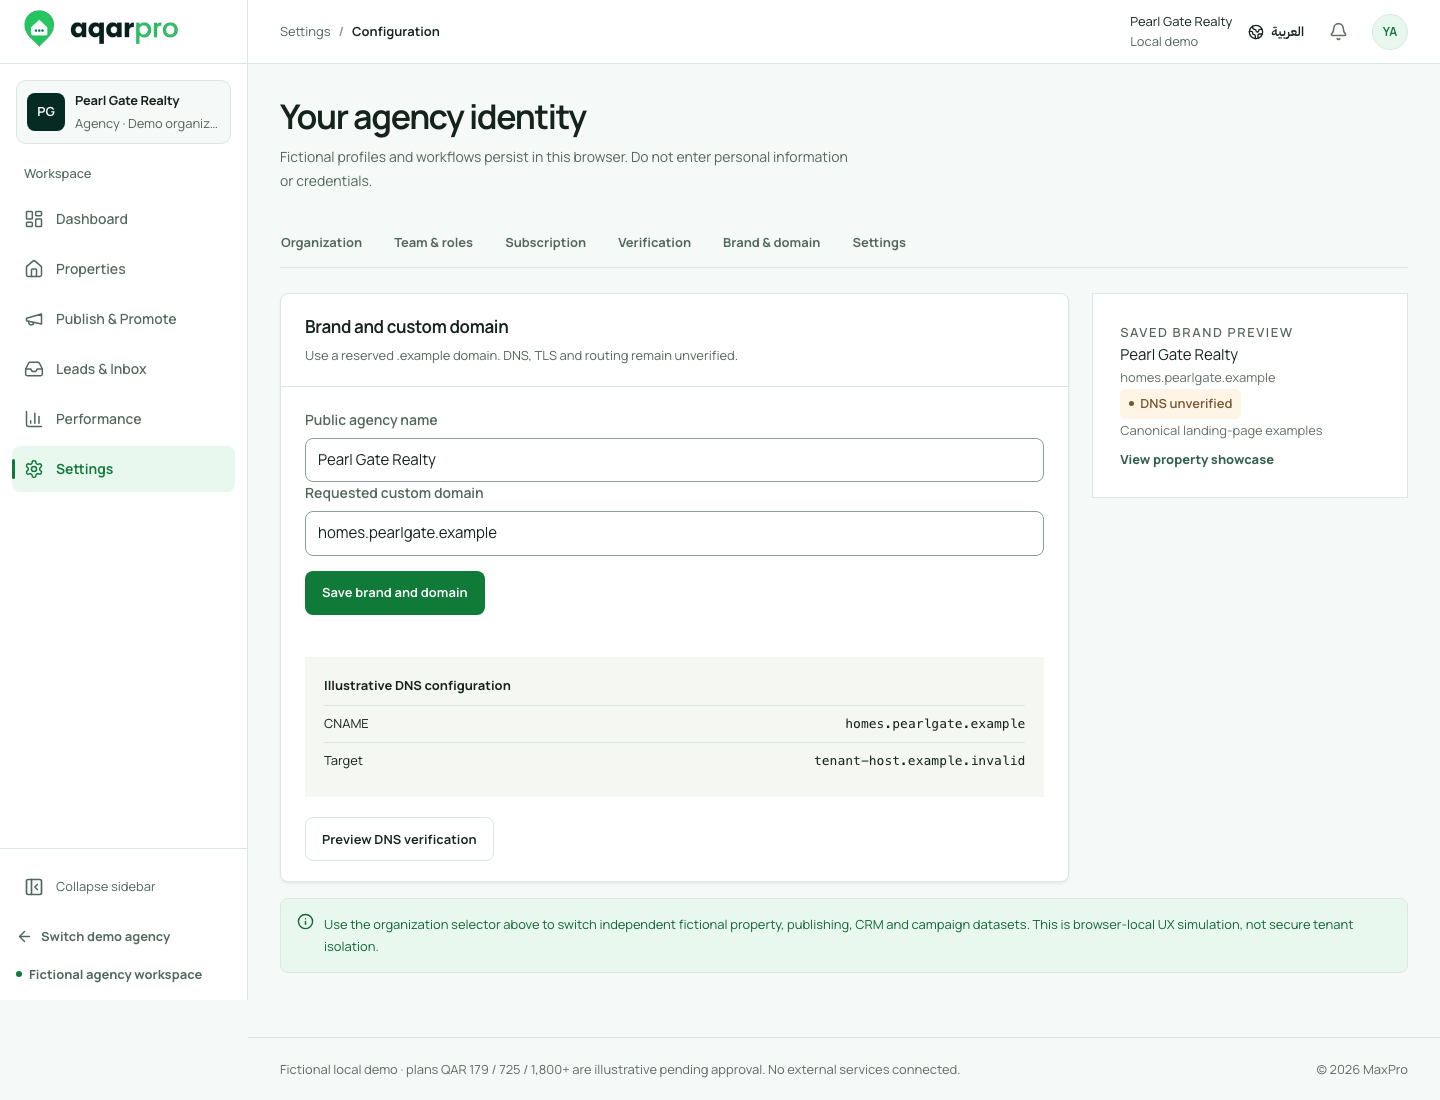 aqarpro
Settings / Configuration
Pearl Gate Realty
Local demo
العربية
YA
PG
Pearl Gate Realty
Agency · Demo organiz...
Workspace
Dashboard
Properties
Publish & Promote
Leads & Inbox
Performance
Settings
Collapse sidebar
Switch demo agency
Fictional agency workspace
Your agency identity
Fictional profiles and workflows persist in this browser. Do not enter personal information
or credentials.
Organization
Team & roles
Subscription
Verification
Brand & domain
Settings
Brand and custom domain
Use a reserved .example domain. DNS, TLS and routing remain unverified.
Public agency name
Pearl Gate Realty
Requested custom domain
homes.pearlgate.example
Save brand and domain
Illustrative DNS configuration
CNAME homes.pearlgate.example
Target tenant-host.example.invalid
Preview DNS verification
SAVED BRAND PREVIEW
Pearl Gate Realty
homes.pearlgate.example
DNS unverified
Canonical landing-page examples
View property showcase
Use the organization selector above to switch independent fictional property, publishing, CRM and campaign datasets. This is browser-local UX simulation, not secure tenant
isolation.
Fictional local demo · plans QAR 179 / 725 / 1,800+ are illustrative pending approval. No external services connected.
© 2026 MaxPro